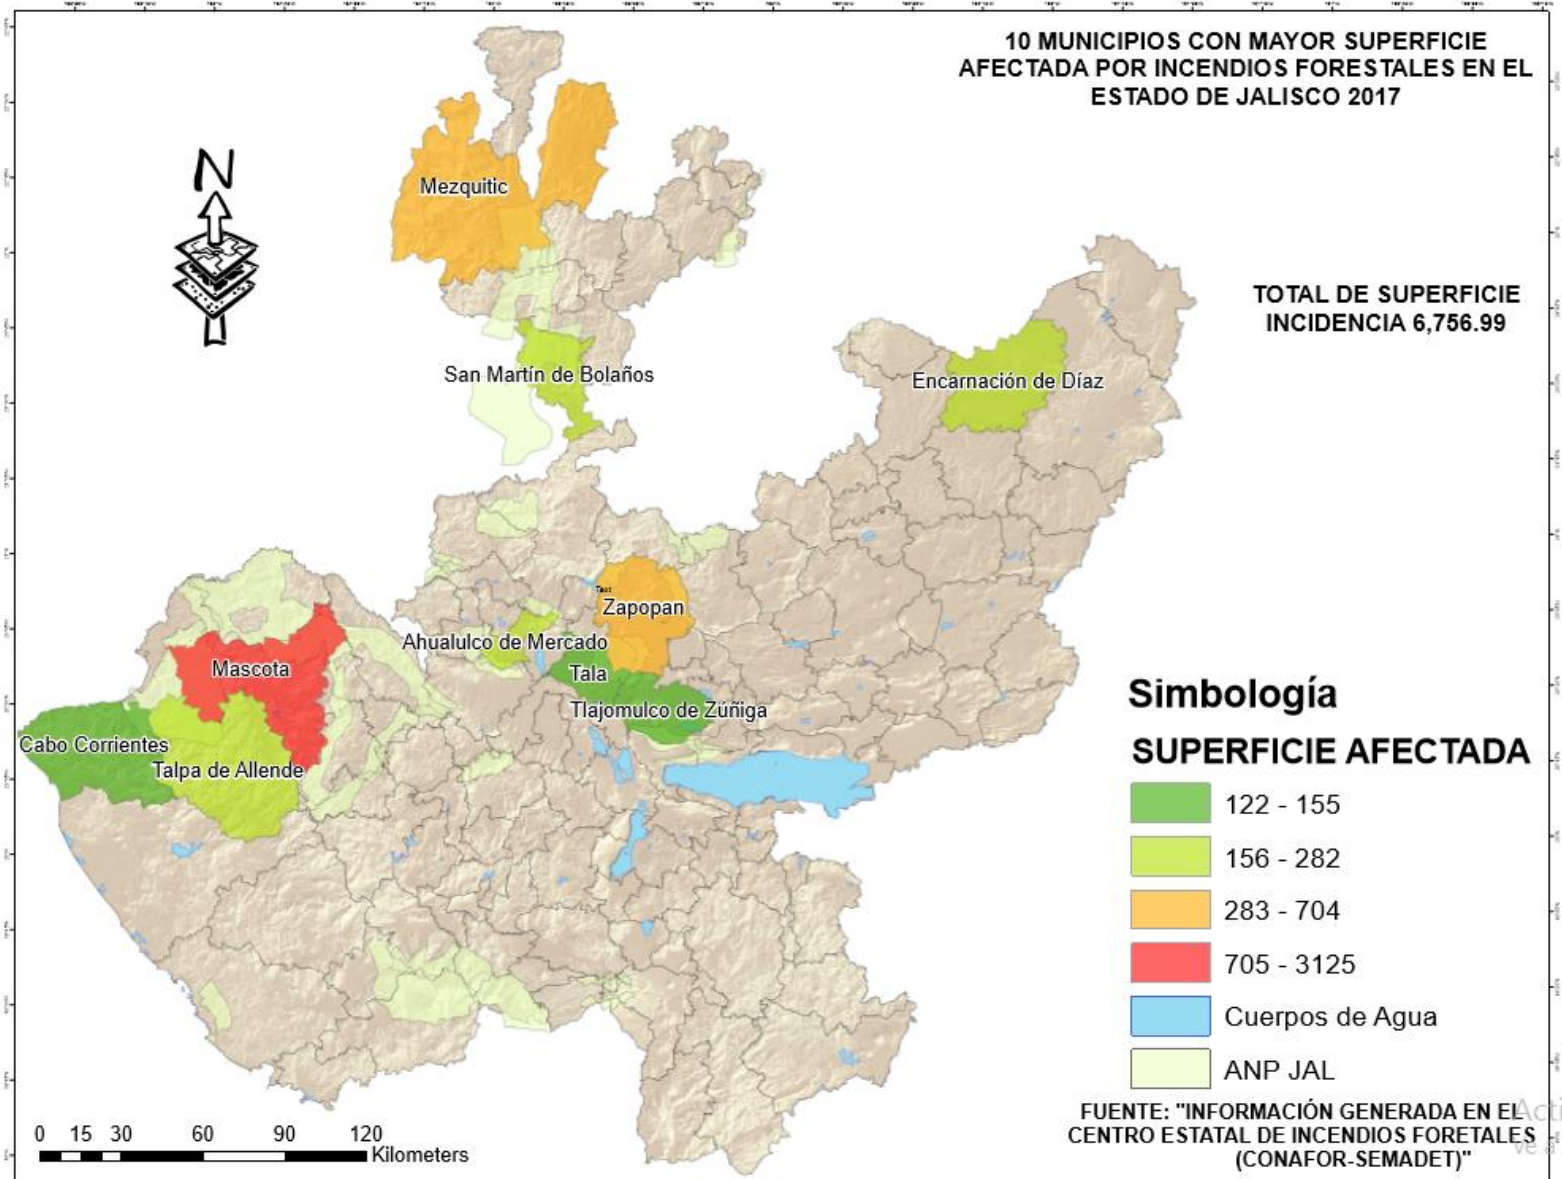 10 MUNICIPIOS CON MAYOR SUPERFICIE
AFECTADA POR INCENDIOS FORESTALES EN EL
ESTADO DE JALISCO 2017
N
Mezquitic
TOTAL DE SUPERFICIE
INCIDENCIA 6,756.99
San Martín de Bolaños
Encarnación de Díaz
Zapopan
Ahualulco de Mercado
Mascota
Tala
Tlajomulco de Zúñiga
Cabo Corrientes
Talpa de Allende
Simbología
SUPERFICIE AFECTADA
122 - 155
156 - 282
283 - 704
705 - 3125
Cuerpos de Agua
ANP JAL
FUENTE: "INFORMACIÓN GENERADA EN EL
CENTRO ESTATAL DE INCENDIOS FORETALES
(CONAFOR-SEMADET)"
0 15 30 60 90 120
Kilometers